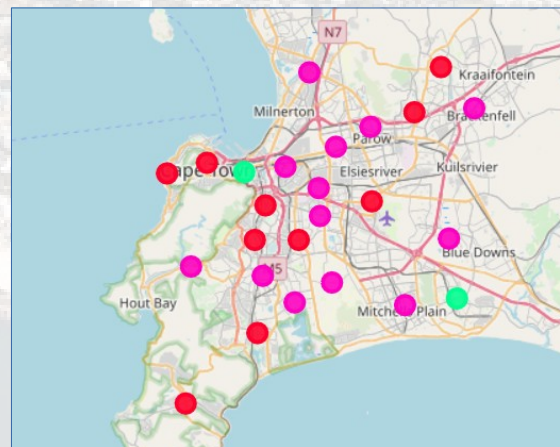 N7
Kraaifontein
Milnerton
Brackenfell
Parow
Cape Town
Elsiesriver
Kuilsrivier
Blue Downs
M5
Hout Bay
Mitchells Plain